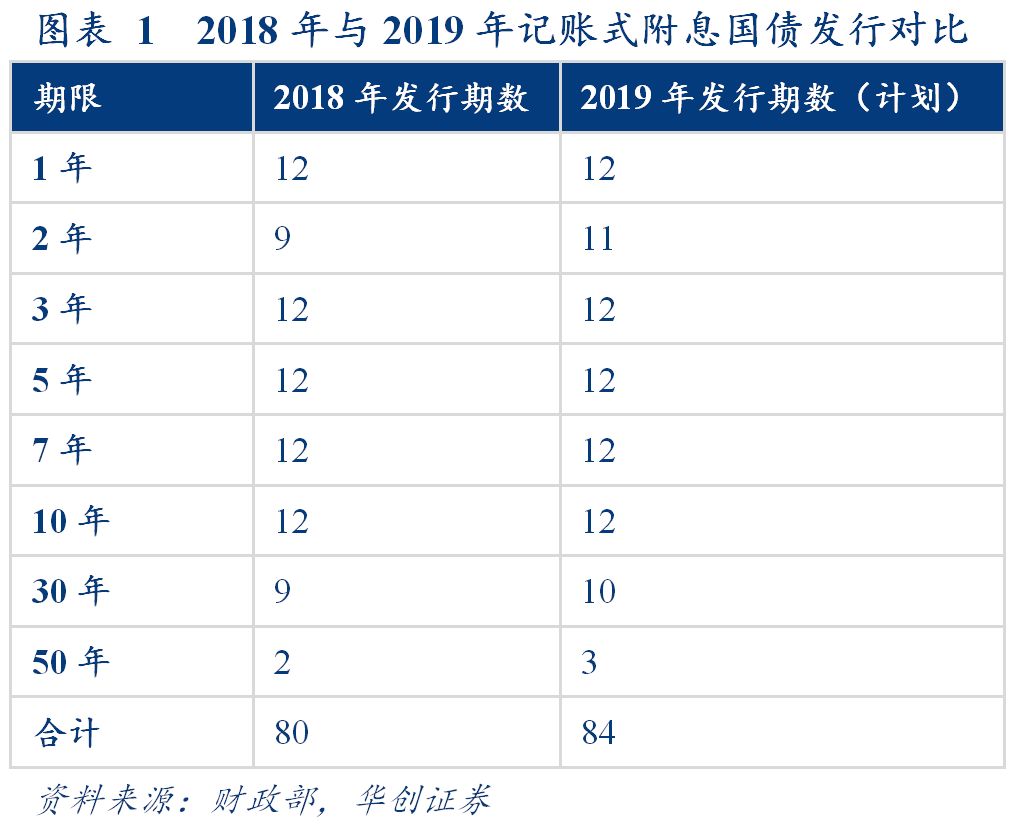 图表 1 2018 年与 2019 年记账式附息国债发行对比
期限 2018 年发行期数 2019 年发行期数（计划）
1 年 12 12
2 年 9 11
3 年 12 12
5 年 12 12
7 年 12 12
10 年 12 12
30 年 9 10
50 年 2 3
合计 80 84
资料来源：财政部，华创证券